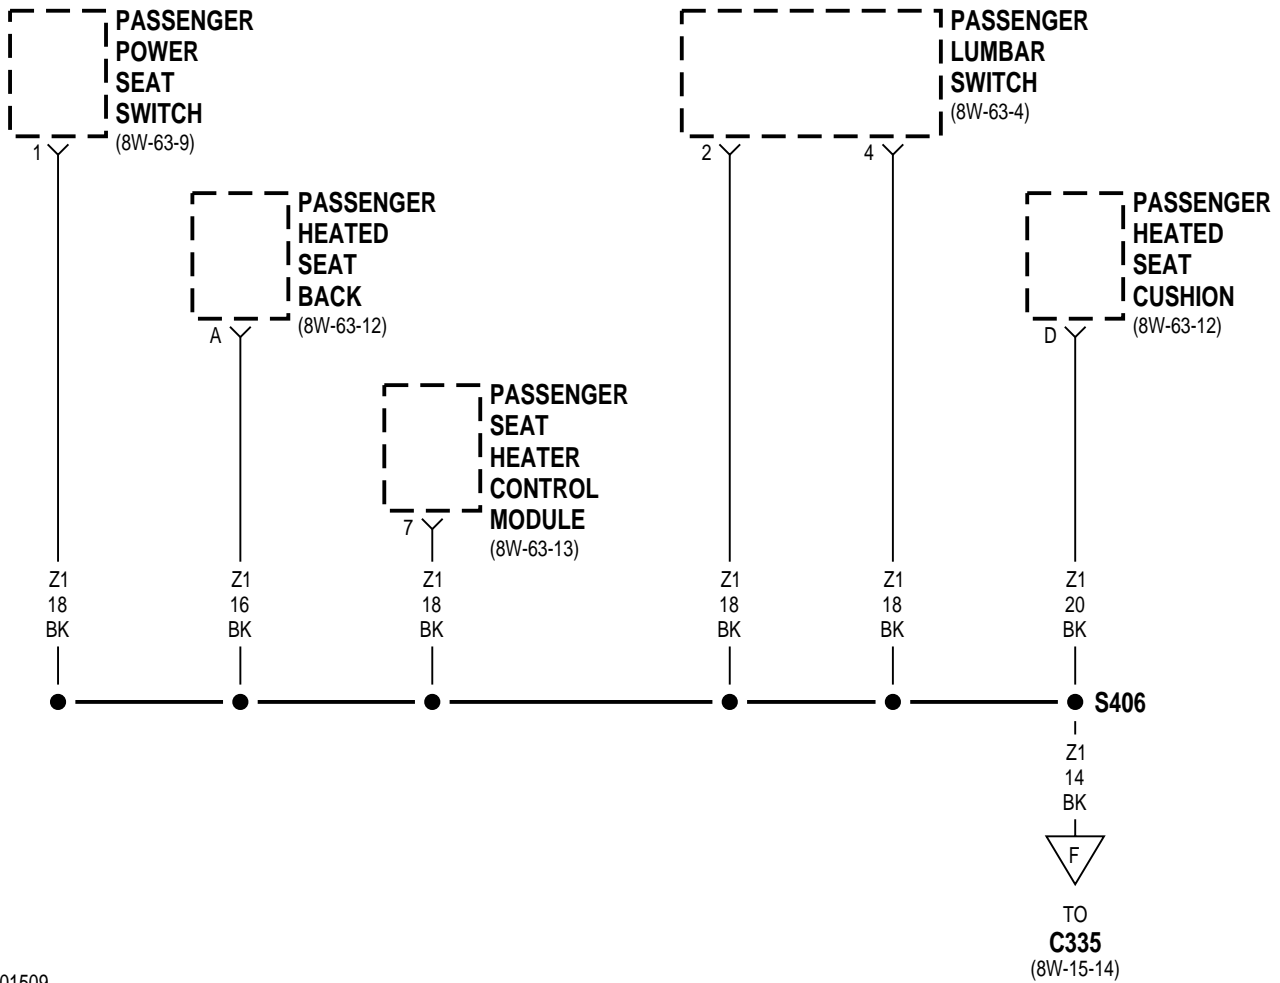 PASSENGER
POWER
SEAT
SWITCH
(8W-63-9)
1
PASSENGER
LUMBAR
SWITCH
(8W-63-4)
2
4
PASSENGER
HEATED
SEAT
BACK
(8W-63-12)
A
PASSENGER
HEATED
SEAT
CUSHION
(8W-63-12)
D
PASSENGER
SEAT
HEATER
CONTROL
MODULE
(8W-63-13)
7
Z1
18
BK
Z1
16
BK
Z1
18
BK
Z1
18
BK
Z1
18
BK
Z1
20
BK
S406
Z1
14
BK
F
TO
C335
(8W-15-14)